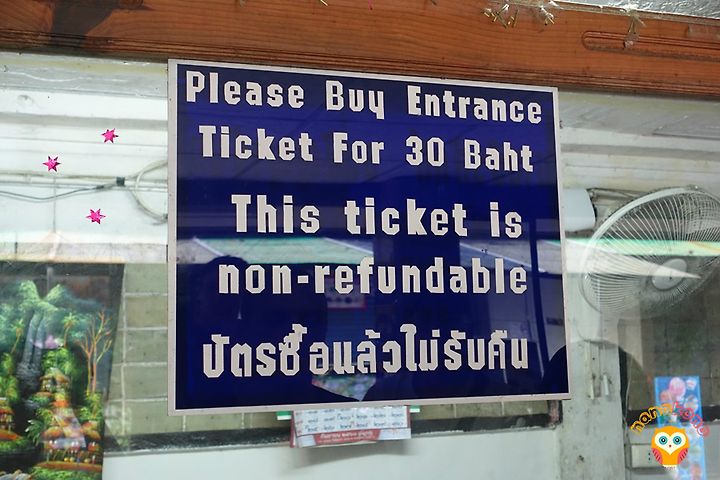 Please Buy Entrance
Ticket For 30 Baht
This ticket is
non-refundable
บัตรซื้อแล้วไม่รับคืน